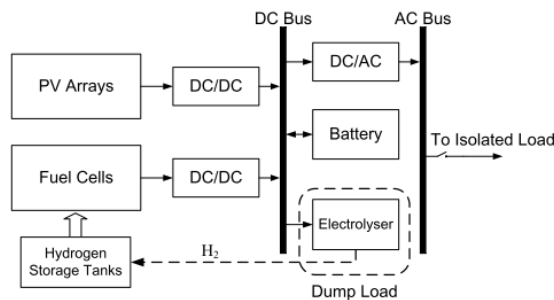 DC Bus
AC Bus
PV Arrays
DC/DC
DC/AC
Battery
To Isolated Load
Fuel Cells
DC/DC
Electrolyser
Hydrogen
Storage Tanks
H2
Dump Load